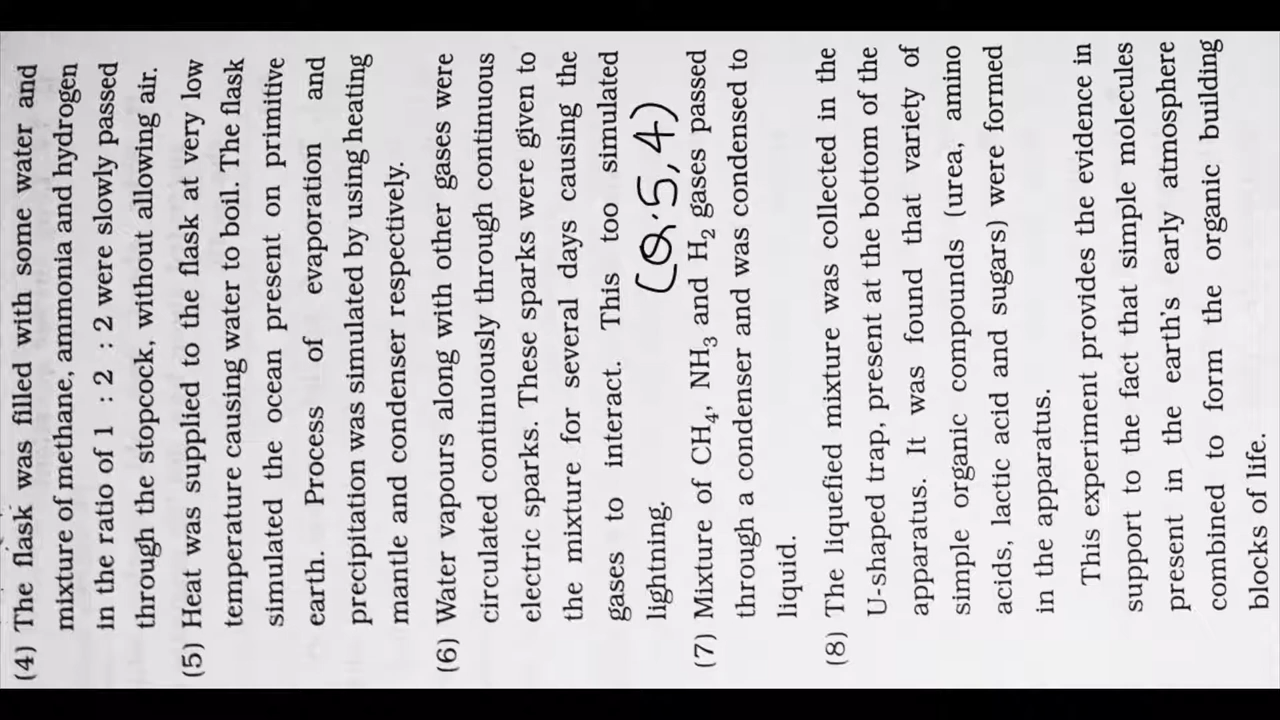 (4) The flask was filled with some water and
mixture of methane, ammonia and hydrogen
in the ratio of 1 : 2 : 2 were slowly passed
through the stopcock, without allowing air.
(5) Heat was supplied to the flask at very low
temperature causing water to boil. The flask
simulated the ocean present on primitive
earth. Process of evaporation and
precipitation was simulated by using heating
mantle and condenser respectively.
(6) Water vapours along with other gases were
circulated continuously through continuous
electric sparks. These sparks were given to
the mixture for several days causing the
gases to interact. This too simulated
lightning.
(Q.5,4)
(7) Mixture of CH₄, NH₃ and H₂ gases passed
through a condenser and was condensed to
liquid.
(8) The liquefied mixture was collected in the
U-shaped trap, present at the bottom of the
apparatus. It was found that variety of
simple organic compounds (urea, amino
acids, lactic acid and sugars) were formed
in the apparatus.
This experiment provides the evidence in
support to the fact that simple molecules
present in the earth's early atmosphere
combined to form the organic building
blocks of life.